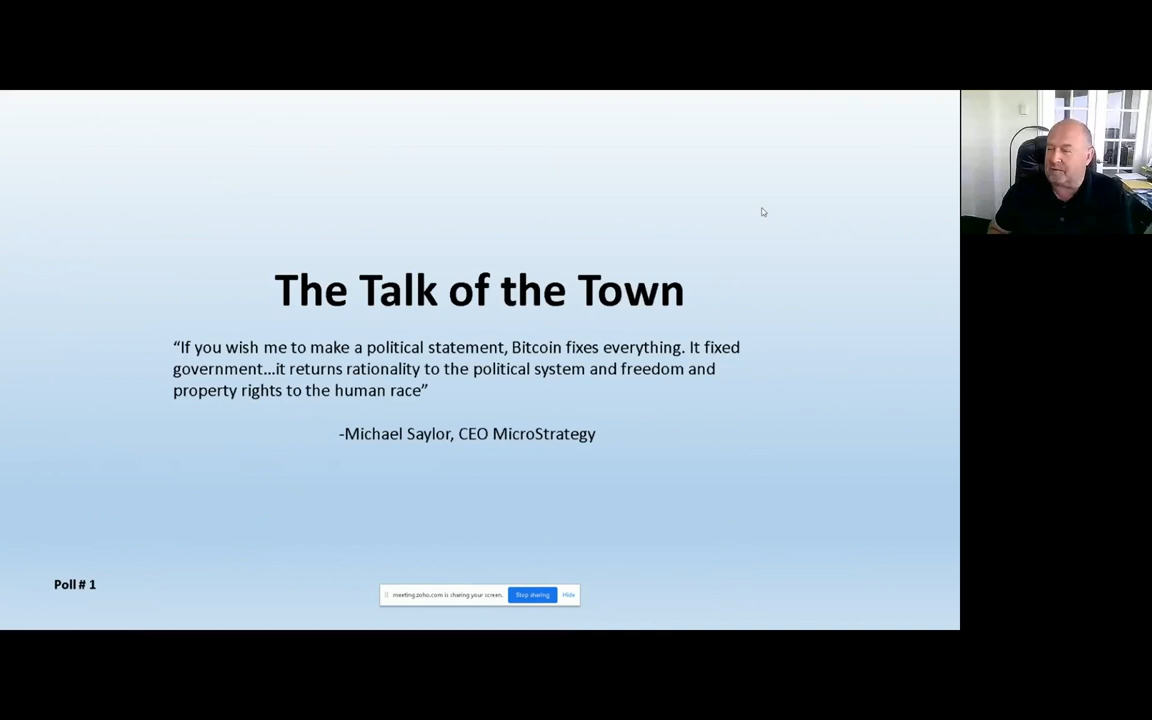 The Talk of the Town
“If you wish me to make a political statement, Bitcoin fixes everything. It fixed
government...it returns rationality to the political system and freedom and
property rights to the human race”
-Michael Saylor, CEO MicroStrategy
Poll # 1
meeting.zoho.com is sharing your screen. Stop sharing Hide